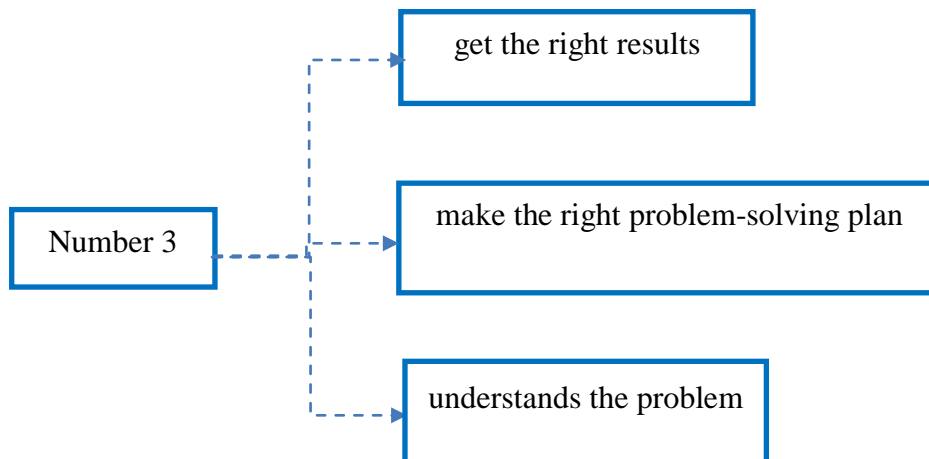 get the right results
make the right problem-solving plan
Number 3
understands the problem